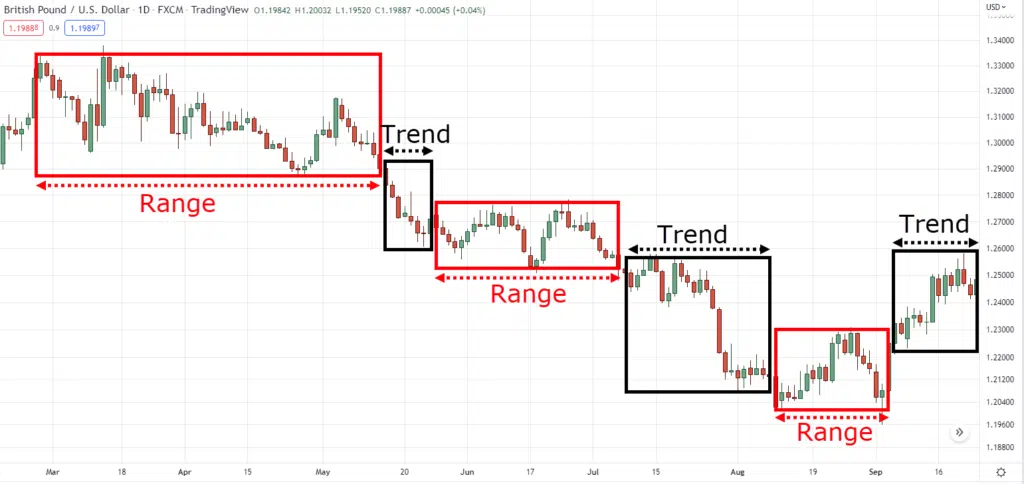 British Pound / U.S. Dollar · 1D · FXCM · TradingView O1.19842 H1.20032 L1.19520 C1.19887 +0.00045 (+0.04%)
USD
1.19888 0.9 1.19897
1.34000
1.33000
1.32000
1.31000
1.30000
1.29000
1.28000
1.27000
1.26000
1.25000
1.24000
1.23000
1.22000
1.21200
1.20400
1.19600
1.18800
Trend
Range
Trend
Trend
Range
Range
Mar 18 Apr 15 May 20 Jun 17 Jul 15 Aug 19 Sep 16